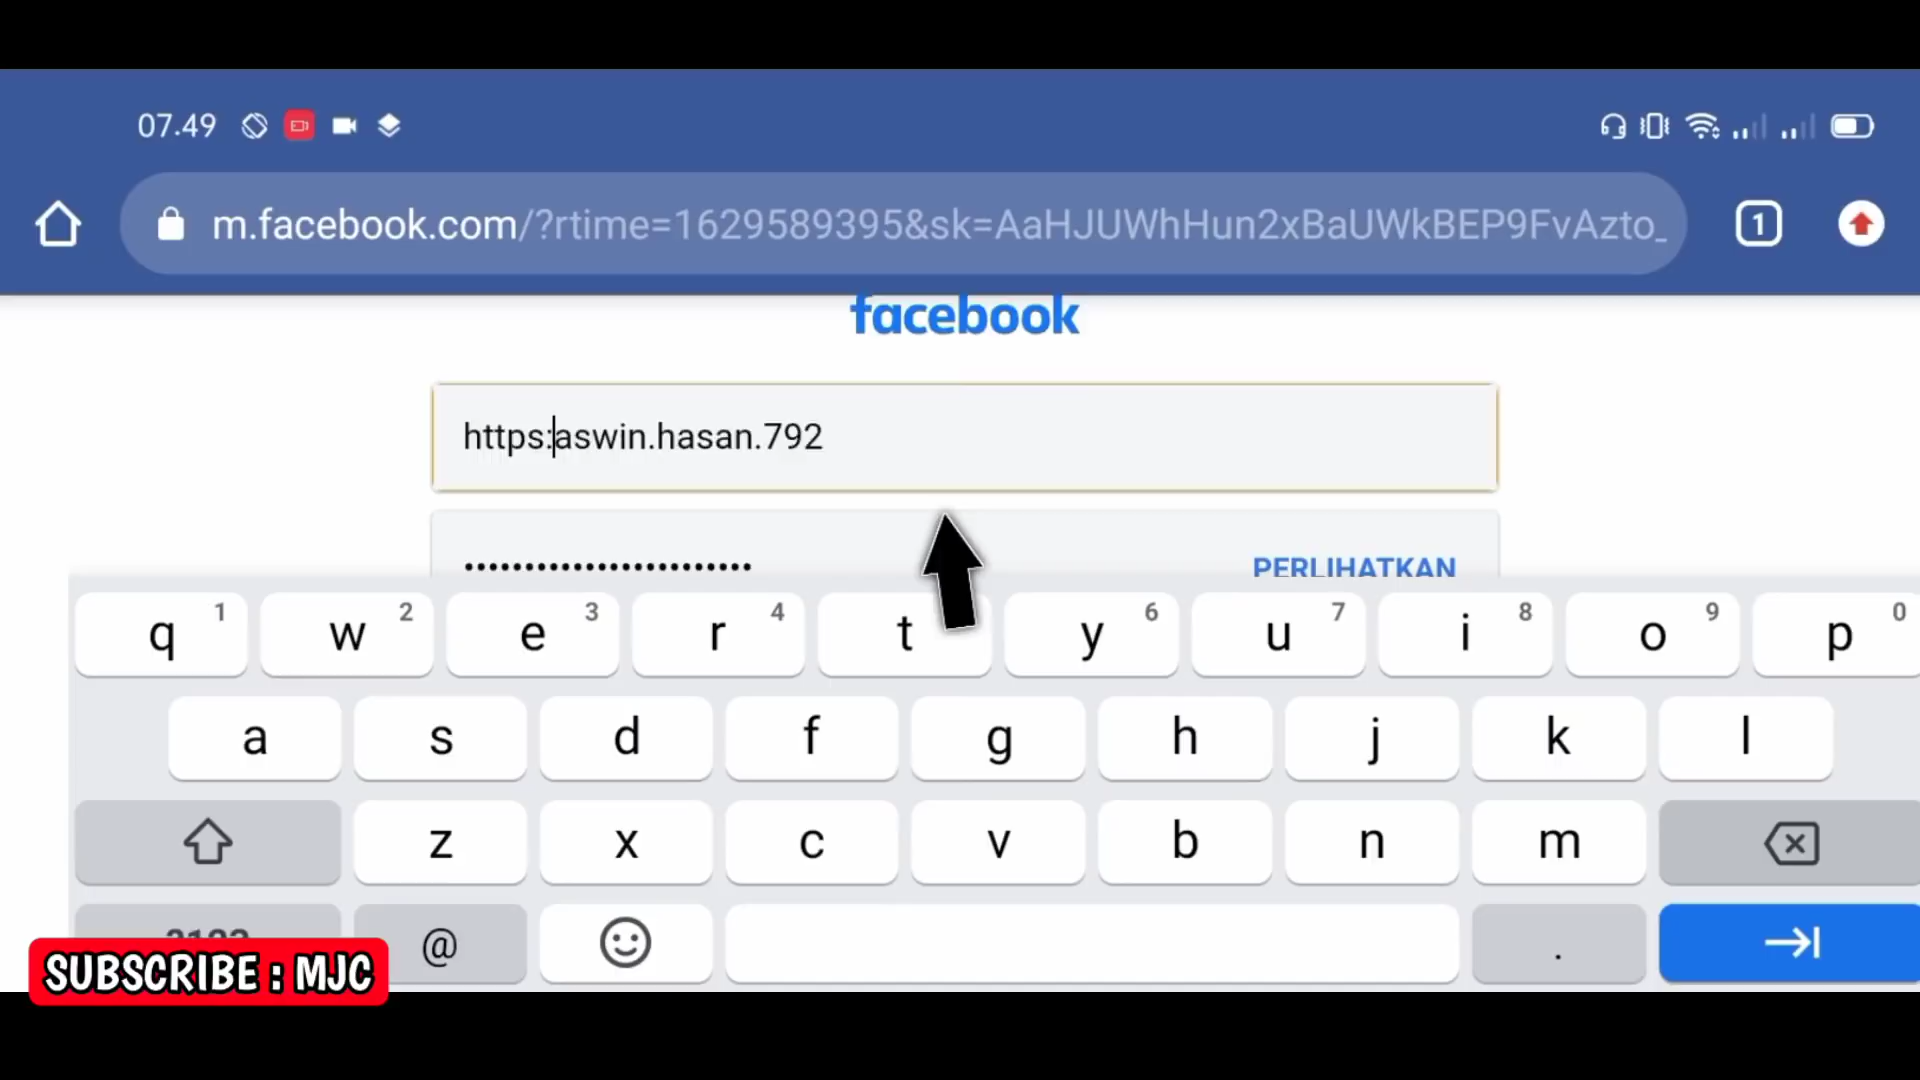 07.49
m.facebook.com/?rtime=1629589395&sk=AaHJUWhHun2xBaUWkBEP9FvAzto_
1
facebook
https:aswin.hasan.792
•••••••••••••••••••••••• PERLIHATKAN
q 1 w 2 e 3 r 4 t y 6 u 7 i 8 o 9 p 0
a s d f g h j k l
z x c v b n m
@ .
SUBSCRIBE : MJC